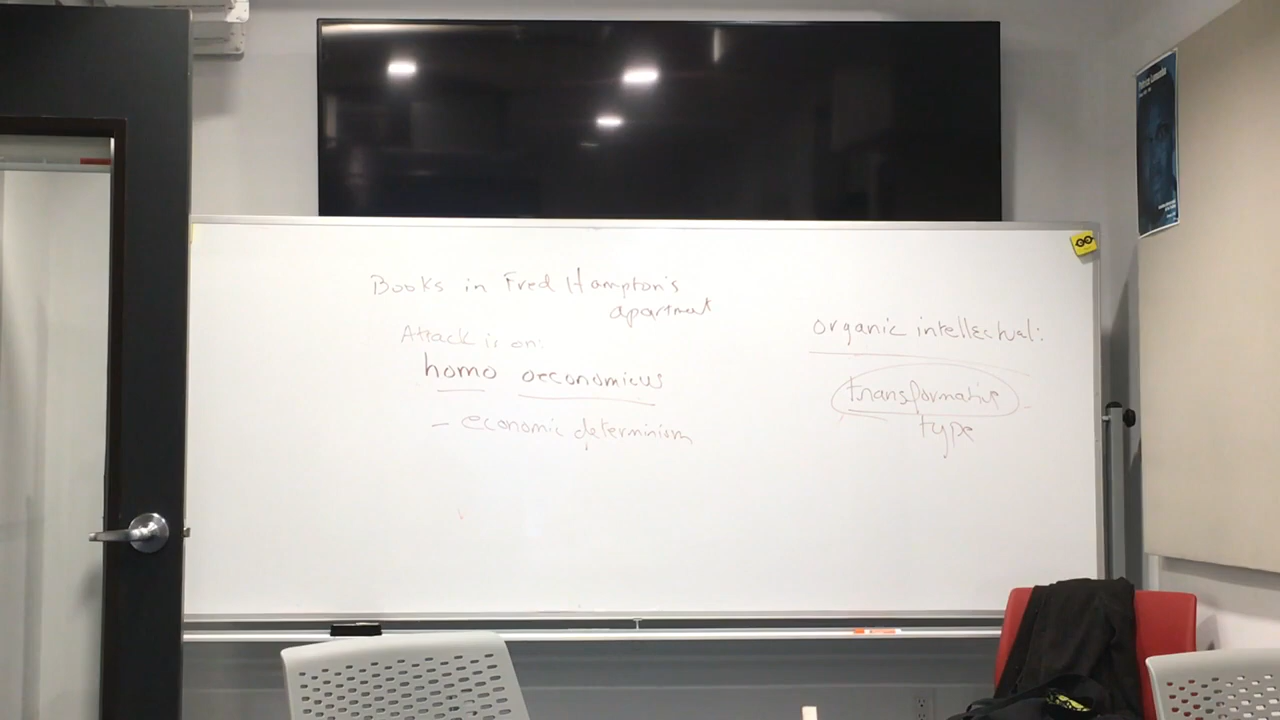 Books in Fred Hampton's
apartment
Attack is on:
homo oeconomicus
- economic determinism
organic intellectual:
transformative
type